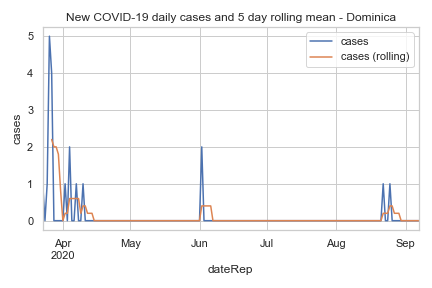 New COVID-19 daily cases and 5 day rolling mean - Dominica
cases
cases (rolling)
cases
5
4
3
2
1
0
Apr
May
Jun
Jul
Aug
Sep
2020
dateRep